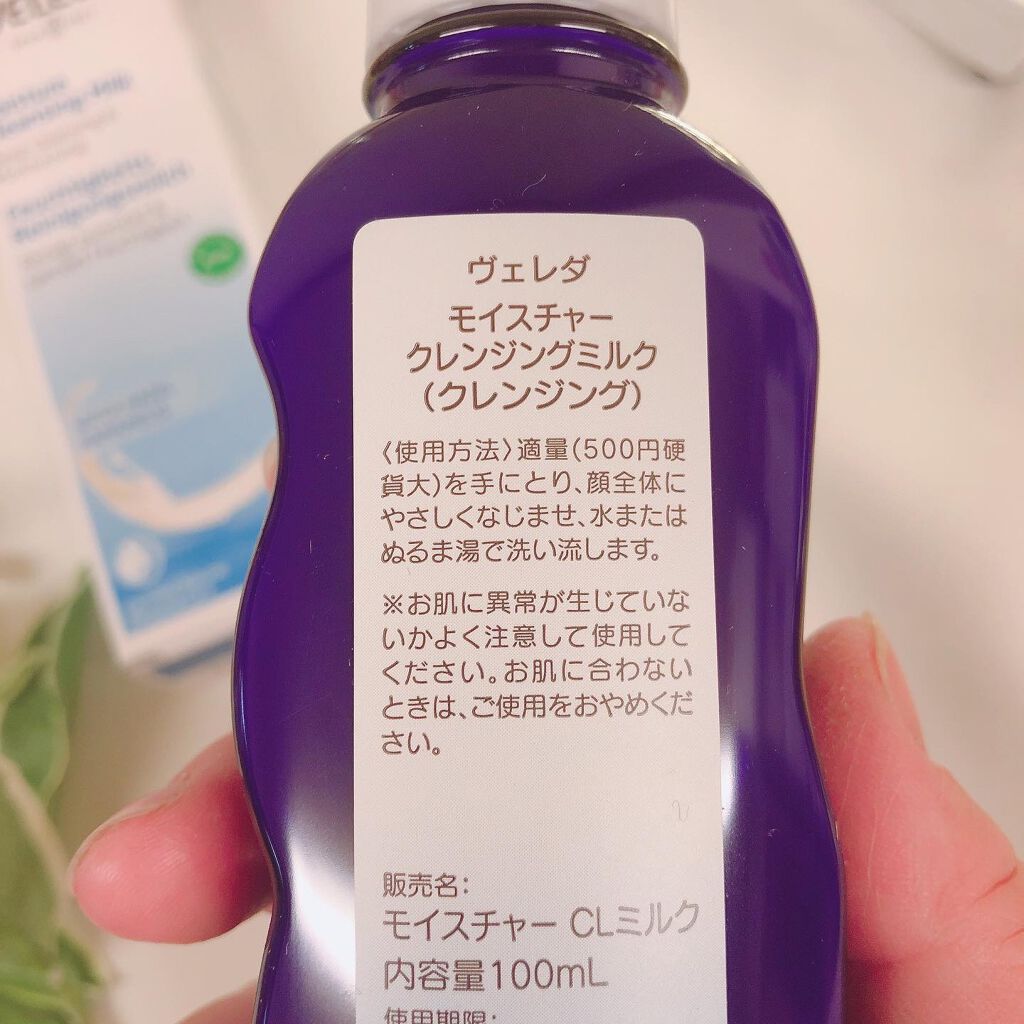 ヴェレダ
モイスチャー
クレンジングミルク
(クレンジング)
〈使用方法〉適量(500円硬
貨大)を手にとり、顔全体に
やさしくなじませ、水または
ぬるま湯で洗い流します。
※お肌に異常が生じていな
いかよく注意して使用して
ください。お肌に合わない
ときは、ご使用をおやめくだ
さい。
販売名:
モイスチャー CLミルク
内容量100mL
使用期限: